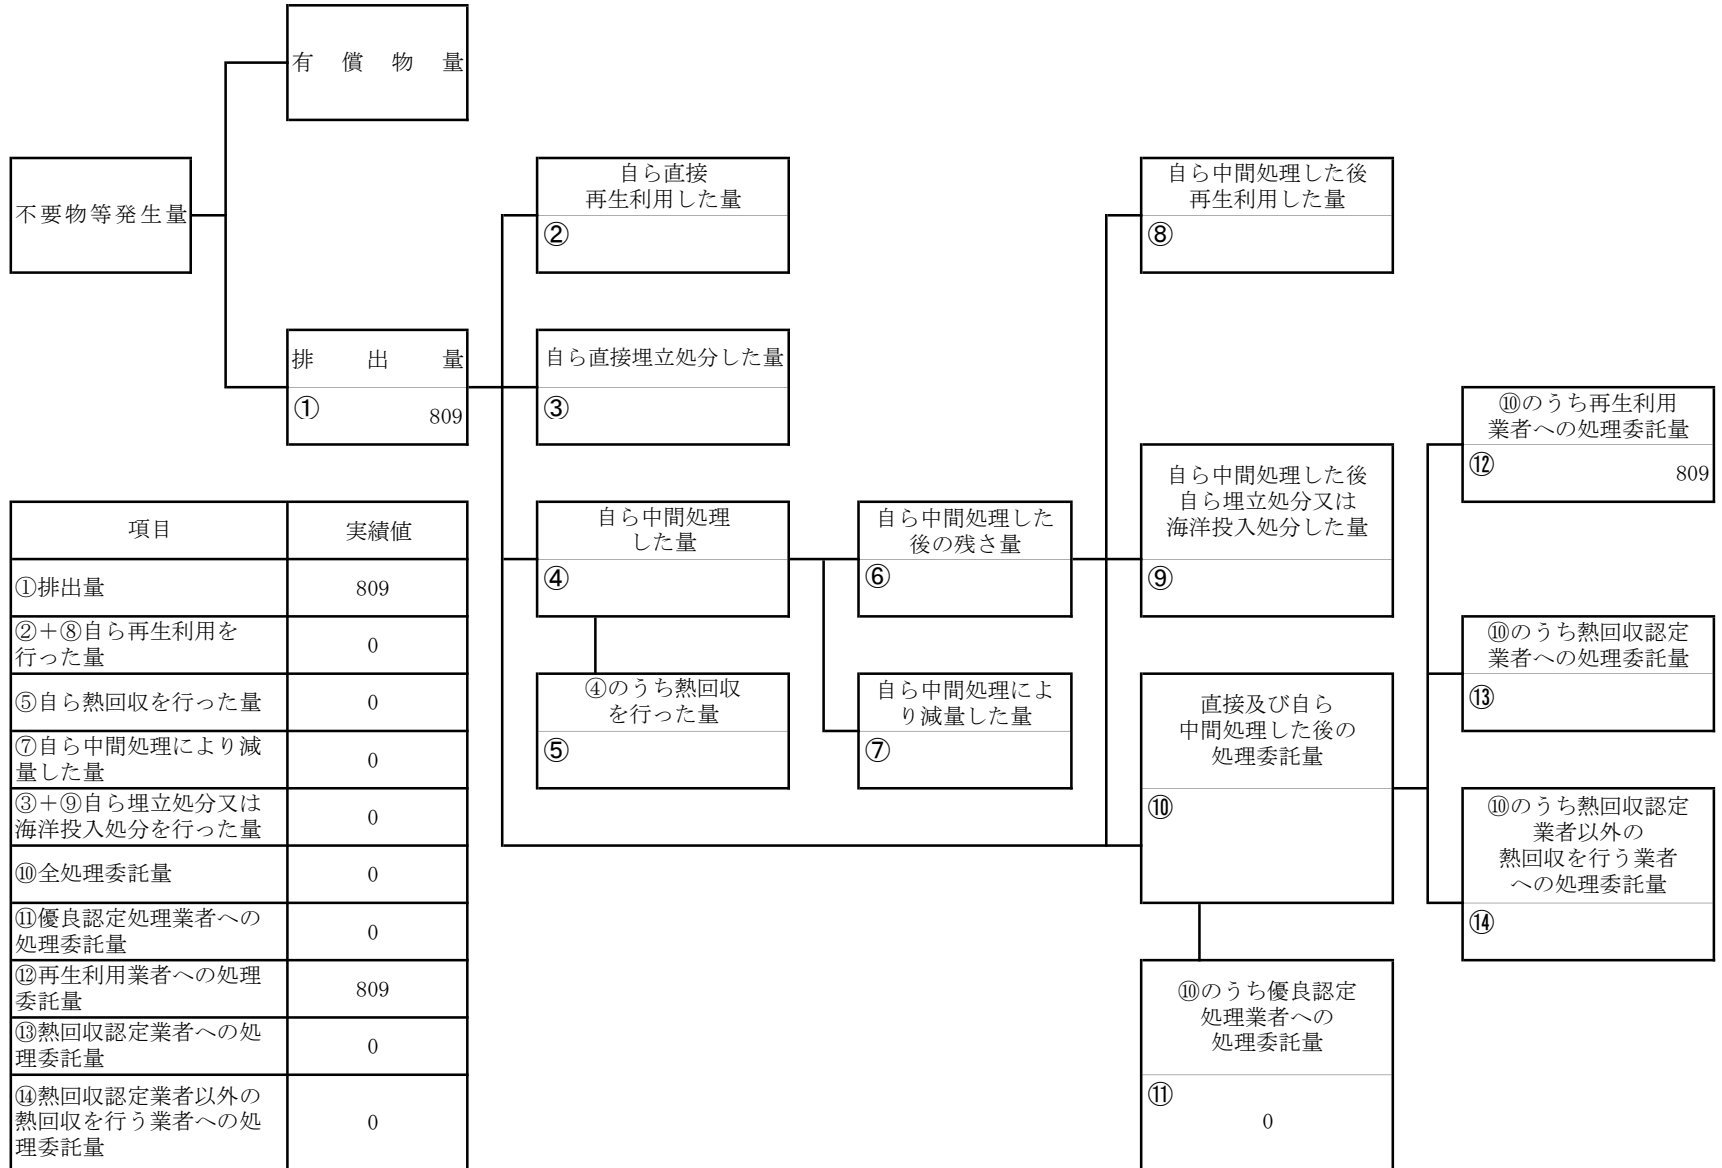 有償物量
不要物等発生量
排出量
①
809
自ら直接
再生利用した量
②
自ら直接埋立処分した量
③
自ら中間処理
した量
④
④のうち熱回収
を行った量
⑤
自ら中間処理した
後の残さ量
⑥
自ら中間処理によ
り減量した量
⑦
自ら中間処理した後
再生利用した量
⑧
自ら中間処理した後
自ら埋立処分又は
海洋投入処分した量
⑨
直接及び自ら
中間処理した後の
処理委託量
⑩
⑩のうち優良認定
処理業者への
処理委託量
⑪
0
⑩のうち再生利用
業者への処理委託量
⑫
809
⑩のうち熱回収認定
業者への処理委託量
⑬
⑩のうち熱回収認定
業者以外の
熱回収を行う業者
への処理委託量
⑭
項目 実績値
①排出量 809
②+⑧自ら再生利用を
行った量 0
⑤自ら熱回収を行った量 0
⑦自ら中間処理により減
量した量 0
③+⑨自ら埋立処分又は
海洋投入処分を行った量 0
⑩全処理委託量 0
⑪優良認定処理業者への
処理委託量 0
⑫再生利用業者への処理
委託量 809
⑬熱回収認定業者への処
理委託量 0
⑭熱回収認定業者以外の
熱回収を行う業者への処
理委託量 0